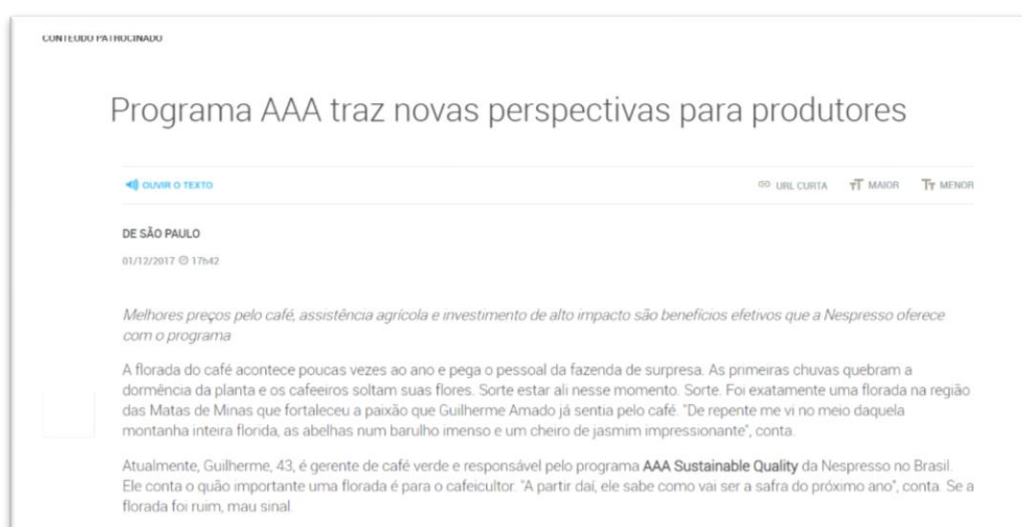 CONTEÚDO PATROCINADO
Programa AAA traz novas perspectivas para produtores
OUVIR O TEXTO
URL CURTA TT MAIOR TT MENOR
DE SÃO PAULO
01/12/2017 17h42
Melhores preços pelo café, assistência agrícola e investimento de alto impacto são benefícios efetivos que a Nespresso oferece
com o programa
A florada do café acontece poucas vezes ao ano e pega o pessoal da fazenda de surpresa. As primeiras chuvas quebram a
dormência da planta e os cafeeiros soltam suas flores. Sorte estar ali nesse momento. Sorte. Foi exatamente uma florada na região
das Matas de Minas que fortaleceu a paixão que Guilherme Amado já sentia pelo café. "De repente me vi no meio daquela
montanha inteira florida, as abelhas num barulho imenso e um cheiro de jasmim impressionante", conta.
Atualmente, Guilherme, 43, é gerente de café verde e responsável pelo programa AAA Sustainable Quality da Nespresso no Brasil.
Ele conta o quão importante uma florada é para o cafeicultor. "A partir daí, ele sabe como vai ser a safra do próximo ano", conta. Se a
florada foi ruim, mau sinal.